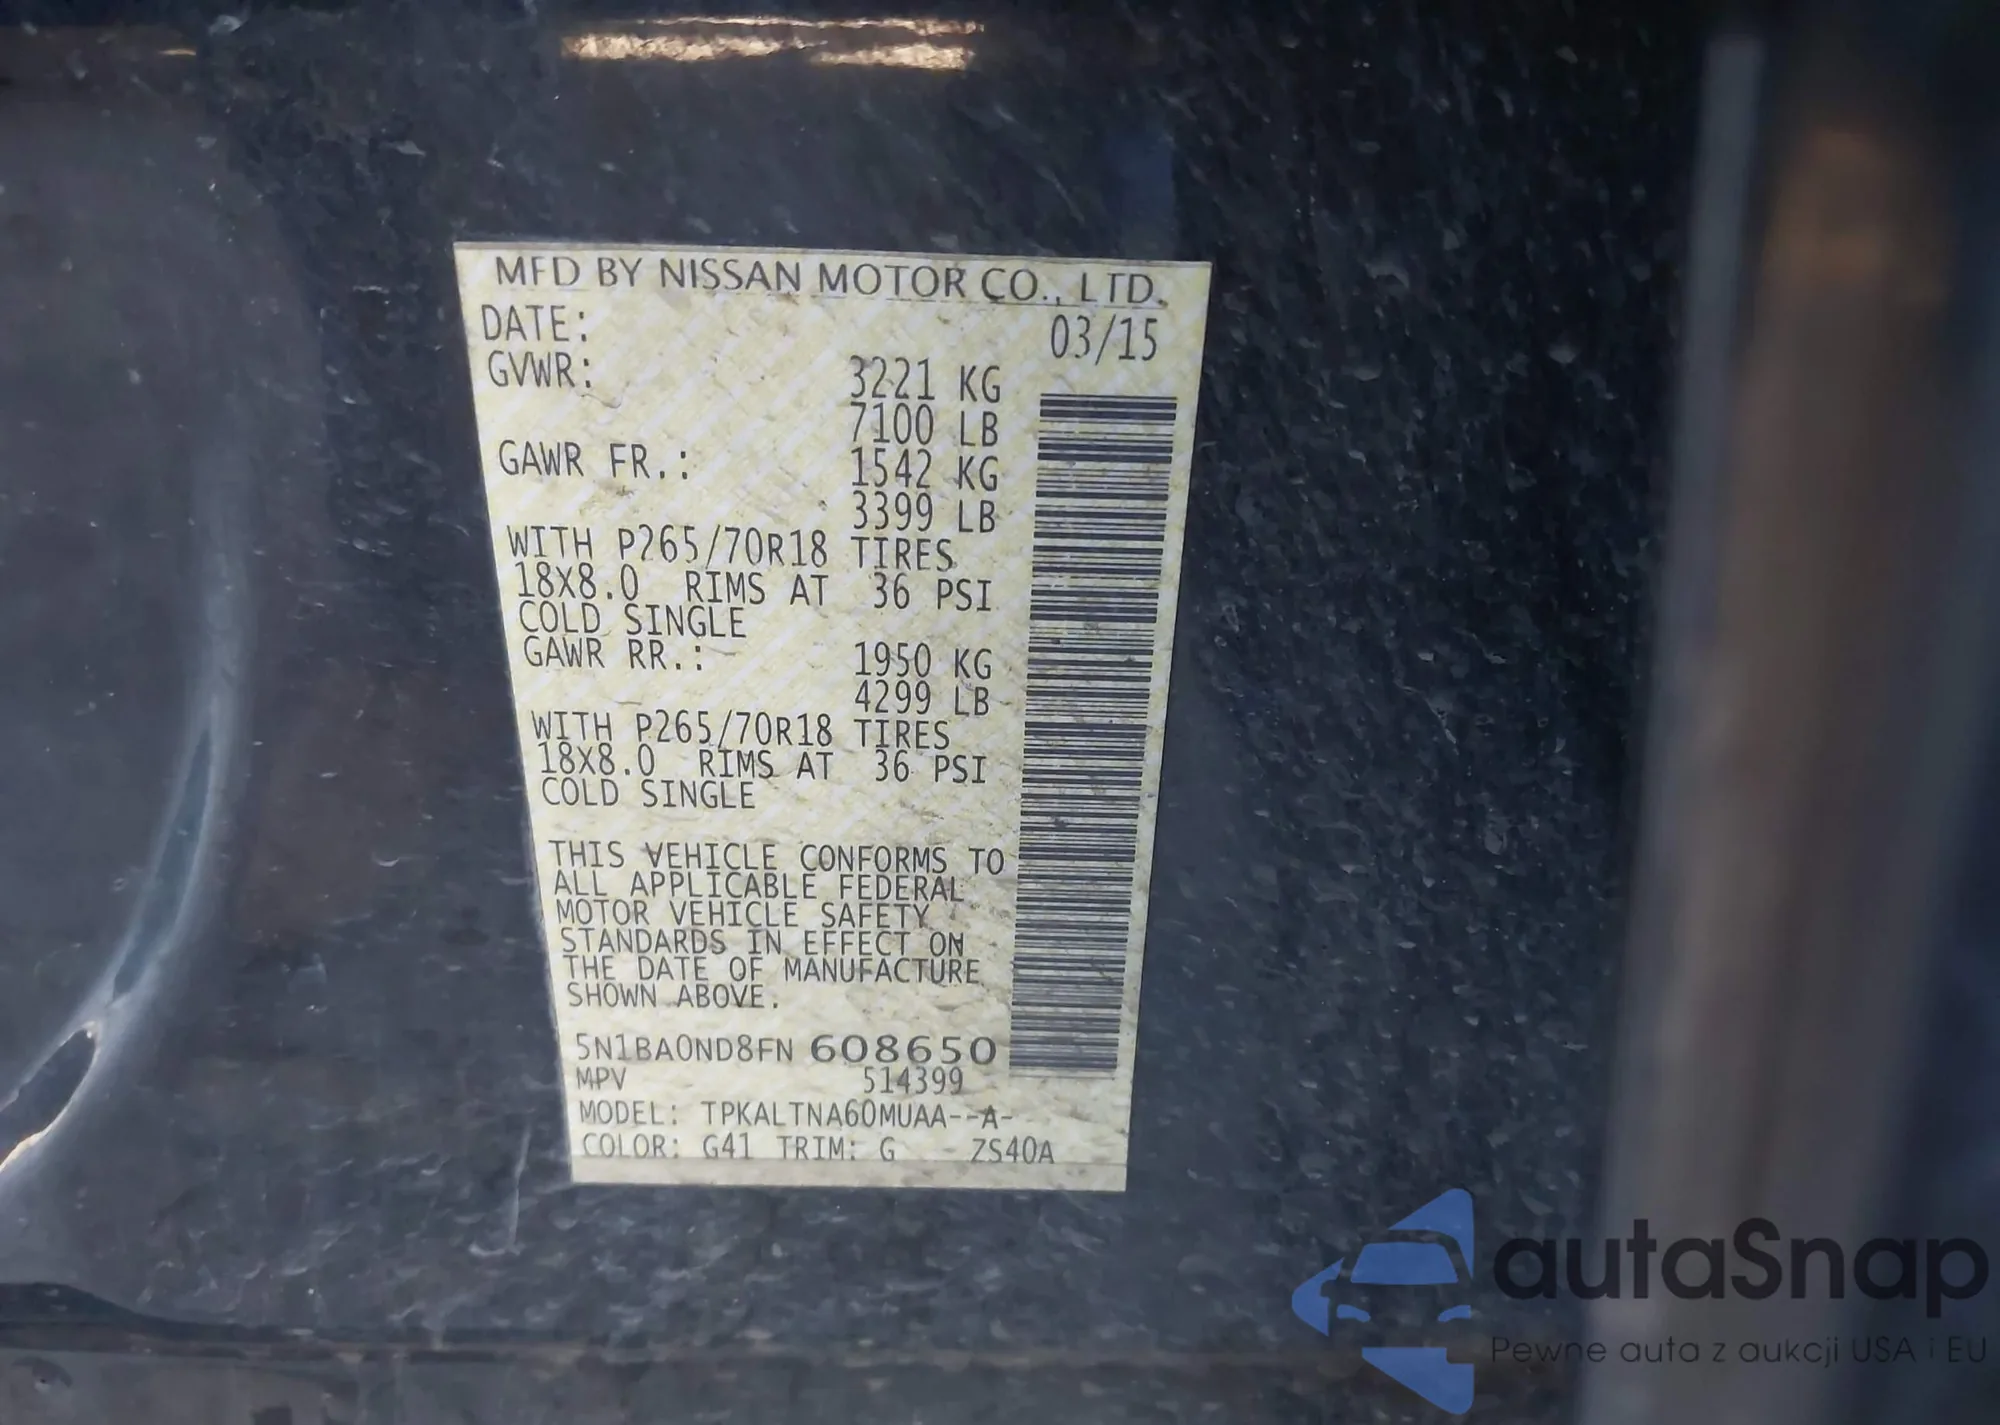 MFD BY NISSAN MOTOR CO., LTD.
DATE: 03/15
GVWR: 3221 KG
7100 LB
GAWR FR.: 1542 KG
3399 LB
WITH P265/70R18 TIRES
18X8.0 RIMS AT 36 PSI
COLD SINGLE
GAWR RR.: 1950 KG
4299 LB
WITH P265/70R18 TIRES
18X8.0 RIMS AT 36 PSI
COLD SINGLE
THIS VEHICLE CONFORMS TO
ALL APPLICABLE FEDERAL
MOTOR VEHICLE SAFETY
STANDARDS IN EFFECT ON
THE DATE OF MANUFACTURE
SHOWN ABOVE.
5N1BA0ND8FN 608650
MPV 514399
MODEL: TPKALTNA60MUAA--A-
COLOR: G41 TRIM: G ZS40A
autaSnap
Pewne auta z aukcji USA i EU